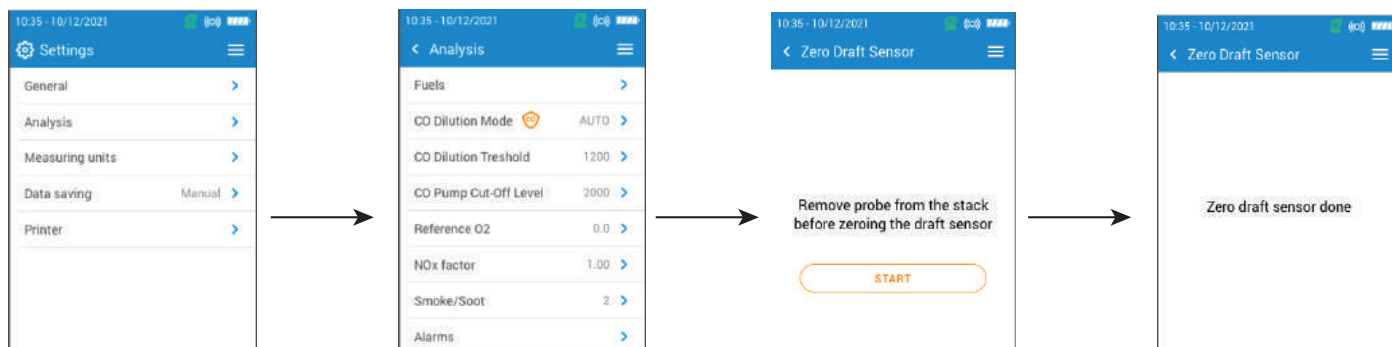 10:35 - 10/12/2021
Settings
General
Analysis
Measuring units
Data saving Manual
Printer
10:35 - 10/12/2021
Analysis
Fuels
CO Dilution Mode CO AUTO
CO Dilution Treshold 1200
CO Pump Cut-Off Level 2000
Reference O2 0.0
NOx factor 1.00
Smoke/Soot 2
Alarms
10:35 - 10/12/2021
Zero Draft Sensor
Remove probe from the stack
before zeroing the draft sensor
START
10:35 - 10/12/2021
Zero Draft Sensor
Zero draft sensor done